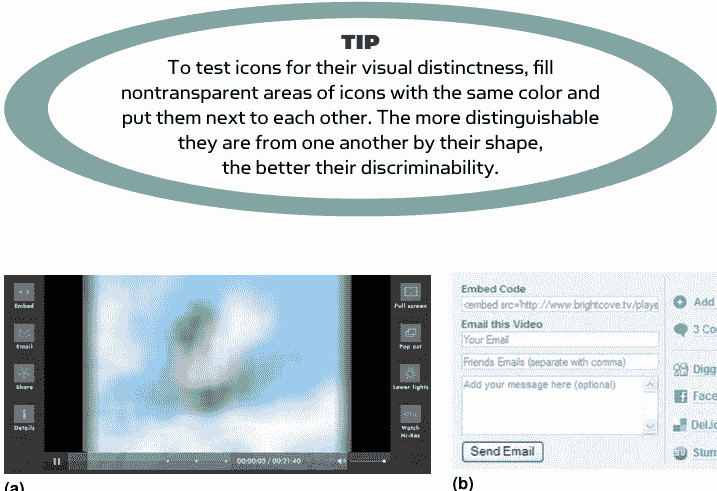 TIP
To test icons for their visual distinctness, fill
nontransparent areas of icons with the same color and
put them next to each other. The more distinguishable
they are from one another by their shape,
the better their discriminability.
Embed
Email
Share
Details
Full screen
Pop out
Lower lights
Watch
Hi-Res
00:00:03 / 00:21:40
(a)
Embed Code
<embed src='http://www.brightcove.tv/playe
Email this Video
Your Email
Friends Emails (separate with comma)
Add your message here (optional)
Send Email
Add
3 Co
Digg
Face
Del.ic
Stum
(b)